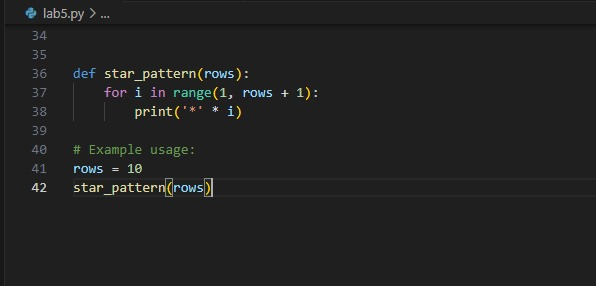 lab5.py > ...
34
35
36 def star_pattern(rows):
37     for i in range(1, rows + 1):
38         print('*' * i)
39
40 # Example usage:
41 rows = 10
42 star_pattern(rows)